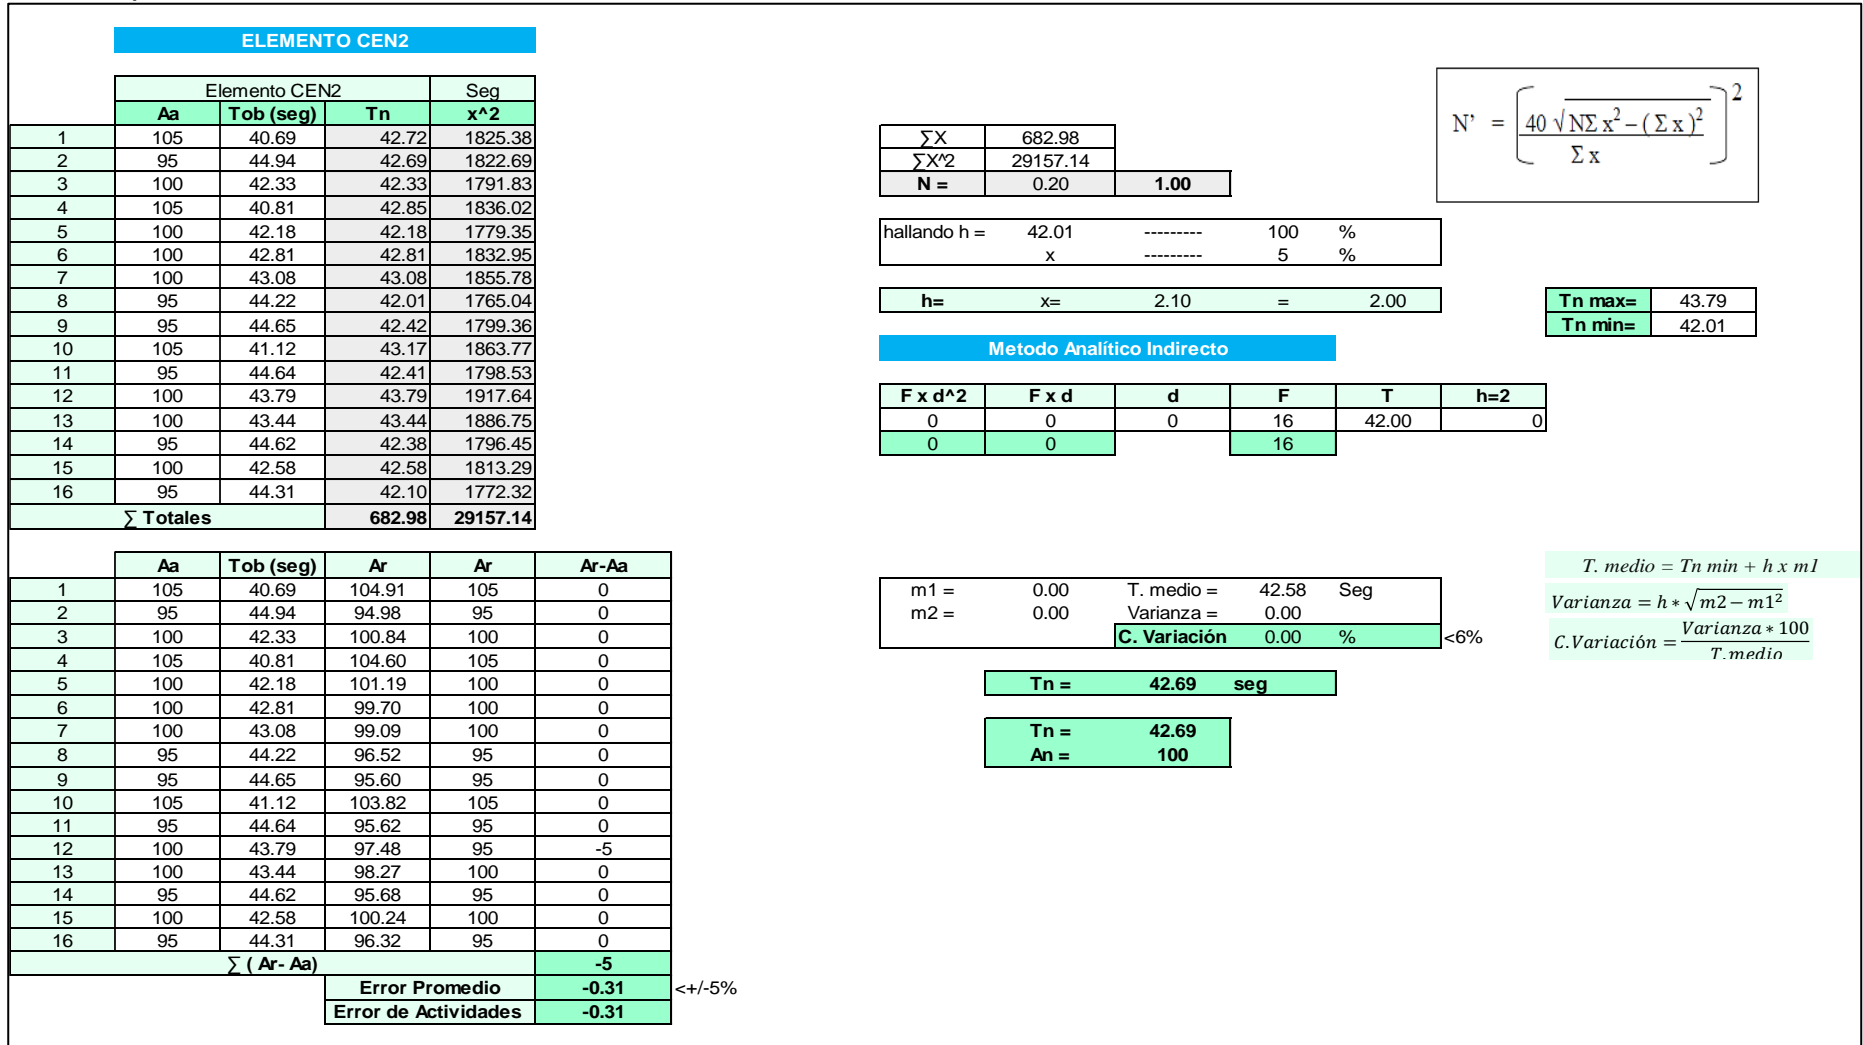 ELEMENTO CEN2
Elemento CEN2 Seg
Aa Tob (seg) Tn x^2
1 105 40.69 42.72 1825.38
2 95 44.94 42.69 1822.69
3 100 42.33 42.33 1791.83
4 105 40.81 42.85 1836.02
5 100 42.18 42.18 1779.35
6 100 42.81 42.81 1832.95
7 100 43.08 43.08 1855.78
8 95 44.22 42.01 1765.04
9 95 44.65 42.42 1799.36
10 105 41.12 43.17 1863.77
11 95 44.64 42.41 1798.53
12 100 43.79 43.79 1917.64
13 100 43.44 43.44 1886.75
14 95 44.62 42.38 1796.45
15 100 42.58 42.58 1813.29
16 95 44.31 42.10 1772.32
∑ Totales 682.98 29157.14
∑X 682.98
∑X^2 29157.14
N = 0.20 1.00
N' = [ 40 √ NΣ x² – ( Σ x )² / Σ x ] 2
hallando h = 42.01 --------- 100 %
x --------- 5 %
h= x= 2.10 = 2.00
Tn max= 43.79
Tn min= 42.01
Metodo Analítico Indirecto
F x d^2 F x d d F T h=2
0 0 0 16 42.00 0
0 0 16
Aa Tob (seg) Ar Ar Ar-Aa
1 105 40.69 104.91 105 0
2 95 44.94 94.98 95 0
3 100 42.33 100.84 100 0
4 105 40.81 104.60 105 0
5 100 42.18 101.19 100 0
6 100 42.81 99.70 100 0
7 100 43.08 99.09 100 0
8 95 44.22 96.52 95 0
9 95 44.65 95.60 95 0
10 105 41.12 103.82 105 0
11 95 44.64 95.62 95 0
12 100 43.79 97.48 95 -5
13 100 43.44 98.27 100 0
14 95 44.62 95.68 95 0
15 100 42.58 100.24 100 0
16 95 44.31 96.32 95 0
∑ ( Ar- Aa) -5
Error Promedio -0.31 <+/-5%
Error de Actividades -0.31
m1 = 0.00 T. medio = 42.58 Seg
m2 = 0.00 Varianza = 0.00
C. Variación 0.00 % <6%
T. medio = Tn min + h x m1
Varianza = h * √m2 − m1²
C.Variación = Varianza * 100 / T.medio
Tn = 42.69 seg
Tn = 42.69
An = 100